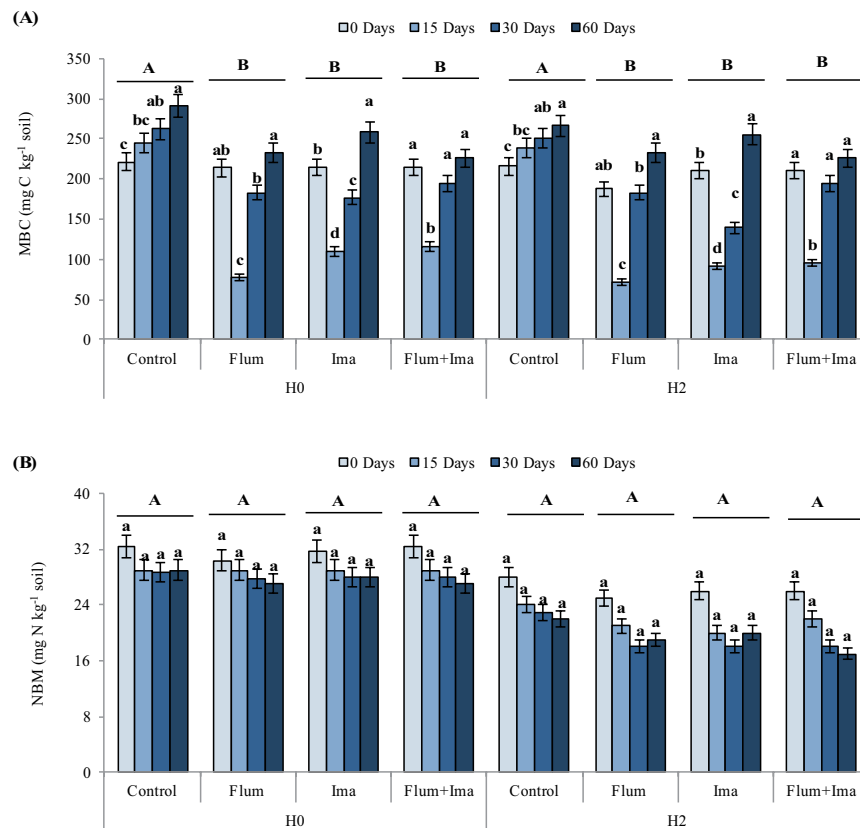 (A)
0 Days 15 Days 30 Days 60 Days
MBC (mg C kg⁻¹ soil)
350
300
250
200
150
100
50
0
A B B B A B B B
c bc ab a ab c b a b d c a a b a a c bc ab a ab c b a b d c a a b a a
Control Flum Ima Flum+Ima Control Flum Ima Flum+Ima
H0 H2
(B)
0 Days 15 Days 30 Days 60 Days
NBM (mg N kg⁻¹ soil)
40
32
24
16
8
0
A A A A A A A A
a a a a a a a a a a a a a a a a a a a a a a a a a a a a a a a a
Control Flum Ima Flum+Ima Control Flum Ima Flum+Ima
H0 H2